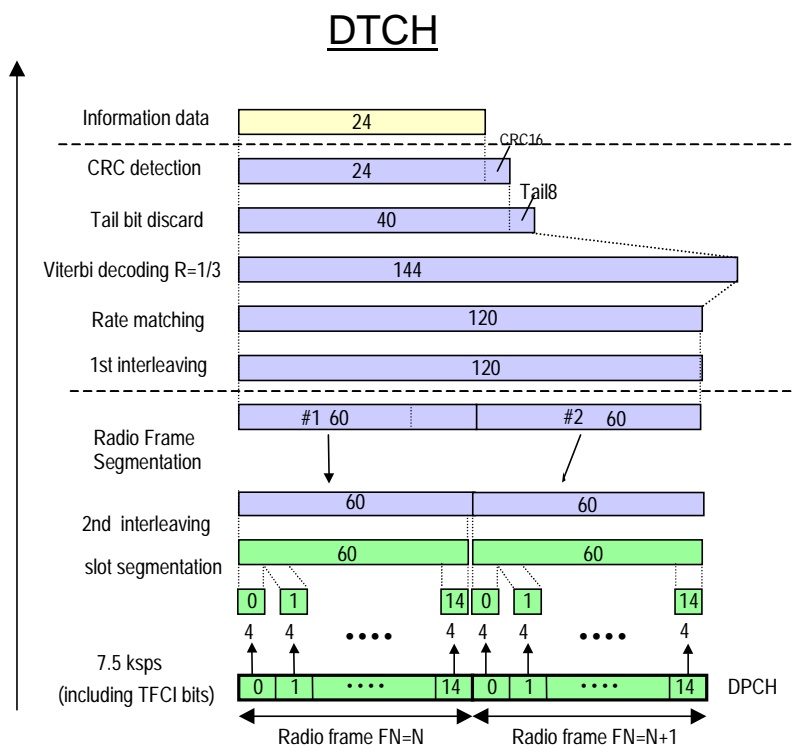 DTCH
Information data 24
CRC16
CRC detection 24
Tail8
Tail bit discard 40
Viterbi decoding R=1/3 144
Rate matching 120
1st interleaving 120
#1 60 #2 60
Radio Frame
Segmentation
60 60
2nd interleaving
60 60
slot segmentation
0 1 14 0 1 14
4 4 •••• 4 4 4 •••• 4
7.5 ksps
(including TFCI bits) 0 1 •••• 14 0 1 •••• 14 DPCH
Radio frame FN=N Radio frame FN=N+1